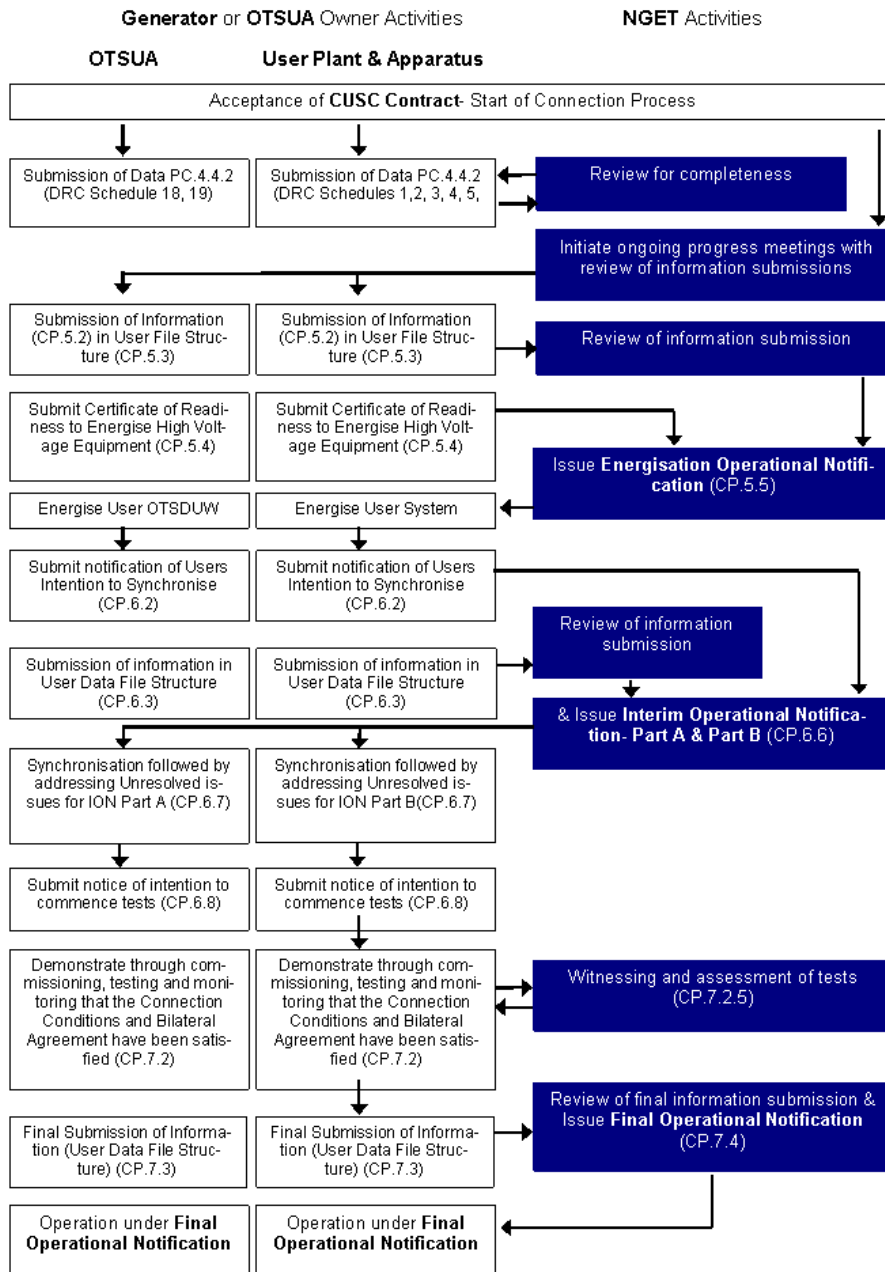 Generator or OTSUA Owner Activities
NGET Activities
OTSUA
User Plant & Apparatus
Acceptance of CUSC Contract- Start of Connection Process
Submission of Data PC.4.4.2
(DRC Schedule 18, 19)
Submission of Data PC.4.4.2
(DRC Schedules 1,2, 3, 4, 5,
Review for completeness
Initiate ongoing progress meetings with
review of information submissions
Submission of Information
(CP.5.2) in User File Struc-
ture (CP.5.3)
Submission of Information
(CP.5.2) in User File Struc-
ture (CP.5.3)
Review of information submission
Submit Certificate of Readi-
ness to Energise High Volt-
age Equipment (CP.5.4)
Submit Certificate of Readi-
ness to Energise High Volt-
age Equipment (CP.5.4)
Issue Energisation Operational Notifi-
cation (CP.5.5)
Energise User OTSDUW
Energise User System
Submit notification of Users
Intention to Synchronise
(CP.6.2)
Submit notification of Users
Intention to Synchronise
(CP.6.2)
Review of information
submission
Submission of information in
User Data File Structure
(CP.6.3)
Submission of information in
User Data File Structure
(CP.6.3)
& Issue Interim Operational Notifica-
tion- Part A & Part B (CP.6.6)
Synchronisation followed by
addressing Unresolved is-
sues for ION Part A (CP.6.7)
Synchronisation followed by
addressing Unresolved is-
sues for ION Part B(CP.6.7)
Submit notice of intention to
commence tests (CP.6.8)
Submit notice of intention to
commence tests (CP.6.8)
Demonstrate through com-
missioning, testing and moni-
toring that the Connection
Conditions and Bilateral
Agreement have been satis-
fied (CP.7.2)
Demonstrate through com-
missioning, testing and moni-
toring that the Connection
Conditions and Bilateral
Agreement have been satis-
fied (CP.7.2)
Witnessing and assessment of tests
(CP.7.2.5)
Review of final information submission &
Issue Final Operational Notification
(CP.7.4)
Final Submission of Informa-
tion (User Data File Struc-
ture) (CP.7.3)
Final Submission of Informa-
tion (User Data File Struc-
ture) (CP.7.3)
Operation under Final
Operational Notification
Operation under Final
Operational Notification